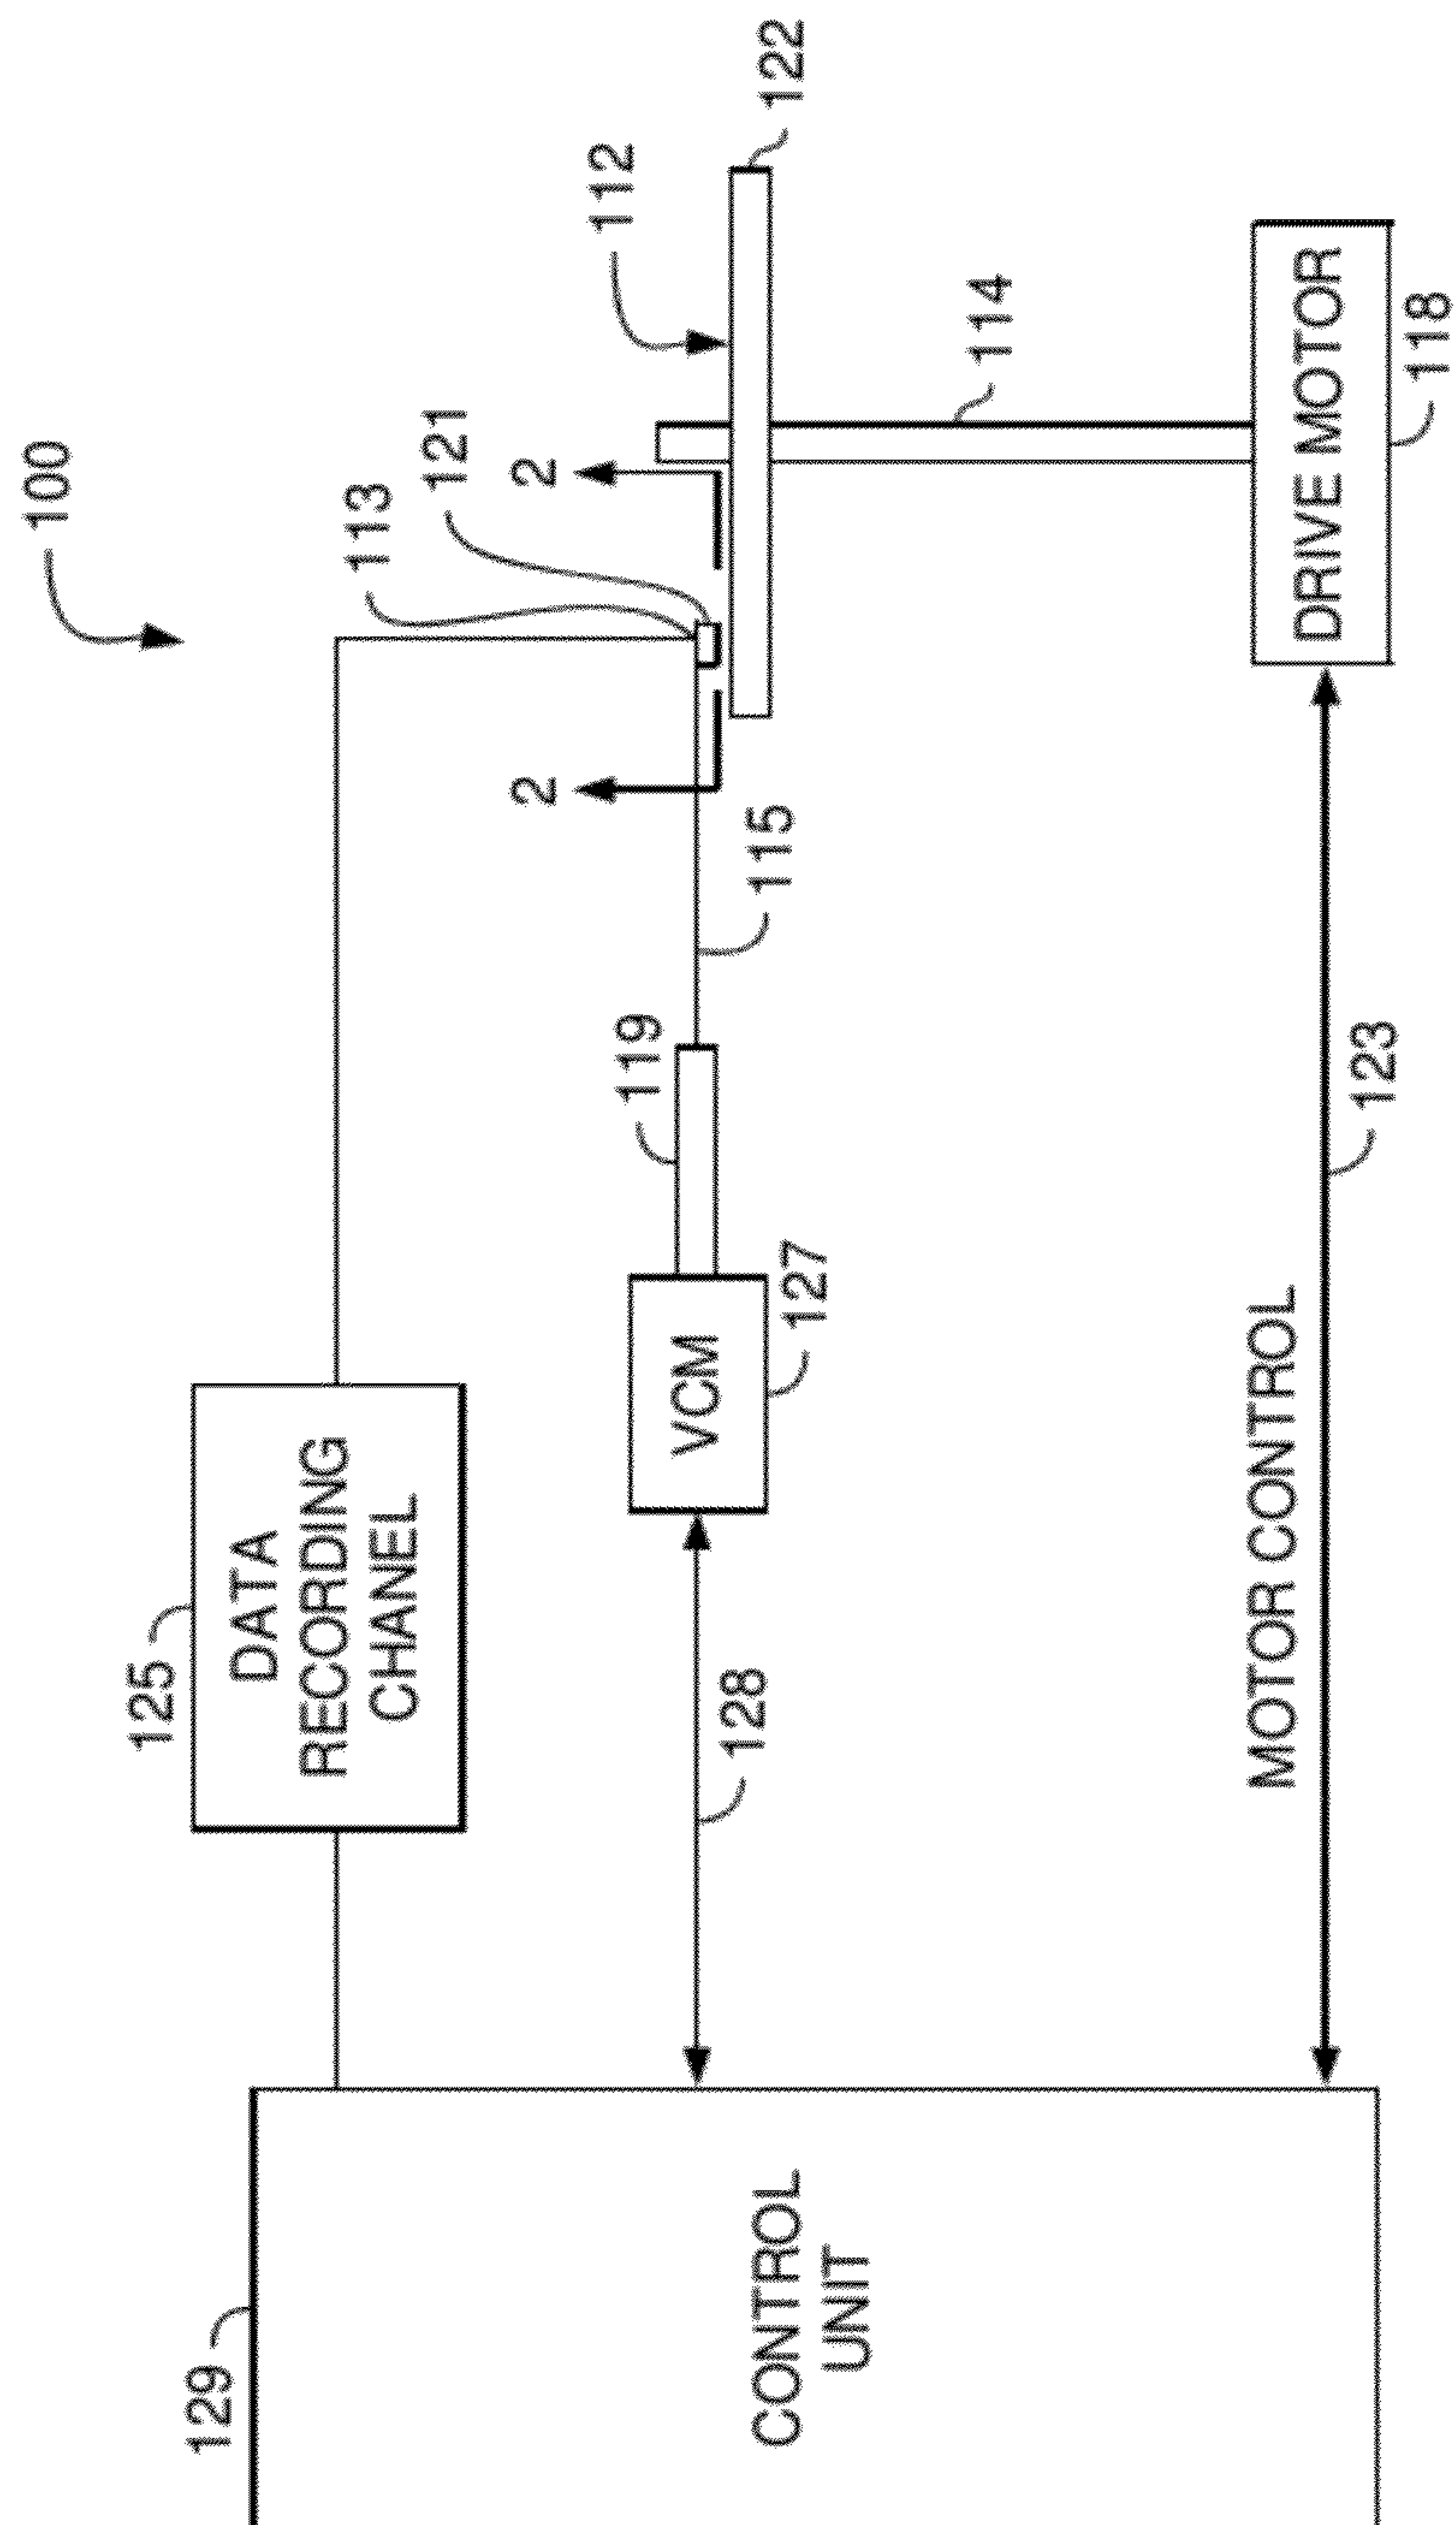 100
129
125
DATA
RECORDING
CHANNEL
113
121
2
2
112
122
128
VCM
127
119
115
114
CONTROL
UNIT
MOTOR CONTROL
123
DRIVE MOTOR
118